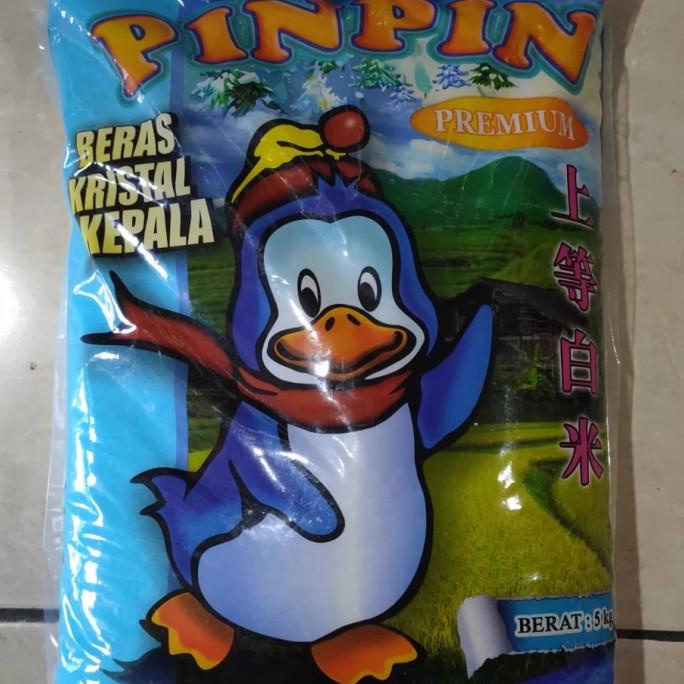 PINPIN
PREMIUM
BERAS
KRISTAL
KEPALA
上等白米
BERAT : 5 kg